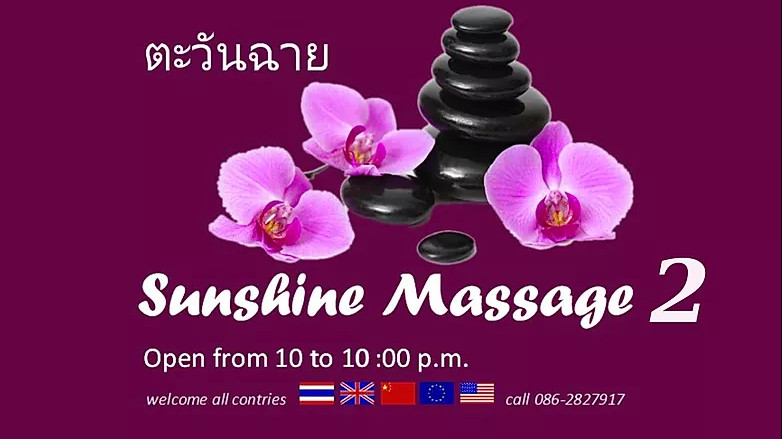 ตะวันฉาย
Sunshine Massage 2
Open from 10 to 10 :00 p.m.
welcome all contries call 086-2827917